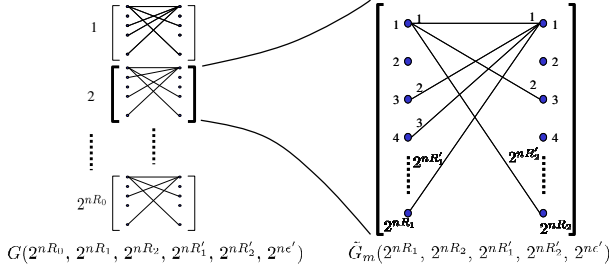 1
2
2^{nR_0}
G(2^{nR_0}, 2^{nR_1}, 2^{nR_2}, 2^{nR'_1}, 2^{nR'_2}, 2^{nϵ'})
1 1 1 1
2 2
3 2 2 3
4 3 4
2^{nR'_1} 2^{nR'_2}
2^{nR_1} 2^{nR_2}
G̃_m(2^{nR_1}, 2^{nR_2}, 2^{nR'_1}, 2^{nR'_2}, 2^{nϵ'})